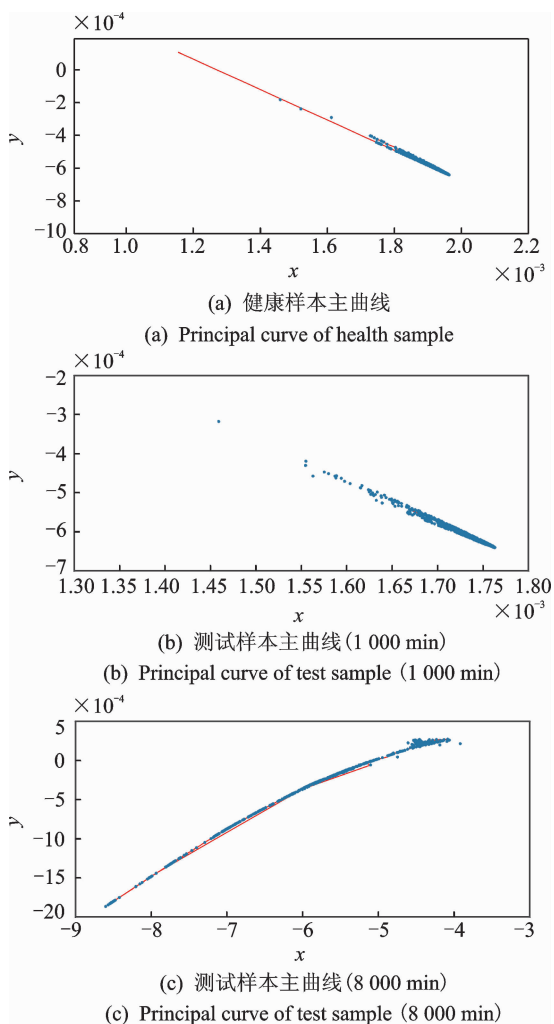 ×10⁻⁴
0
−2
−4
−6
−8
−10
y
0.8 1.0 1.2 1.4 1.6 1.8 2.0 2.2
x ×10⁻³
(a) 健康样本主曲线
(a) Principal curve of health sample
×10⁻⁴
−2
−3
−4
−5
−6
−7
y
1.30 1.35 1.40 1.45 1.50 1.55 1.60 1.65 1.70 1.75 1.80
x ×10⁻³
(b) 测试样本主曲线(1 000 min)
(b) Principal curve of test sample (1 000 min)
×10⁻⁴
5
0
−5
−10
−15
−20
y
−9 −8 −7 −6 −5 −4 −3
x
(c) 测试样本主曲线(8 000 min)
(c) Principal curve of test sample (8 000 min)